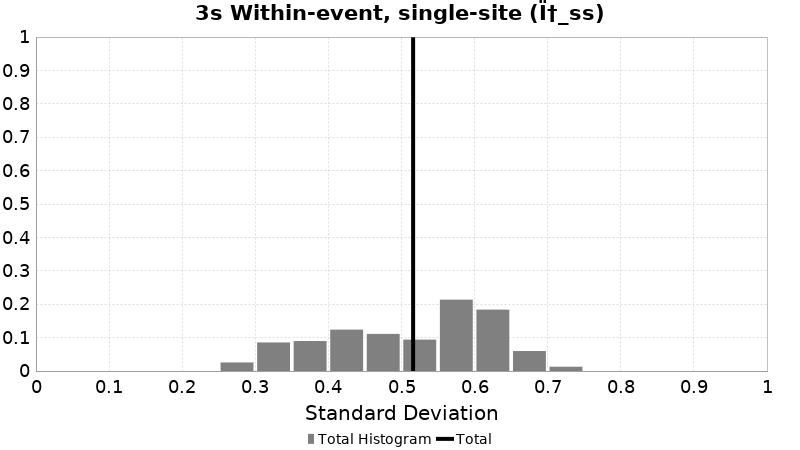 3s Within-event, single-site (Ï†_ss)
1
0.9
0.8
0.7
0.6
0.5
0.4
0.3
0.2
0.1
0
0 0.1 0.2 0.3 0.4 0.5 0.6 0.7 0.8 0.9 1
Standard Deviation
Total Histogram Total